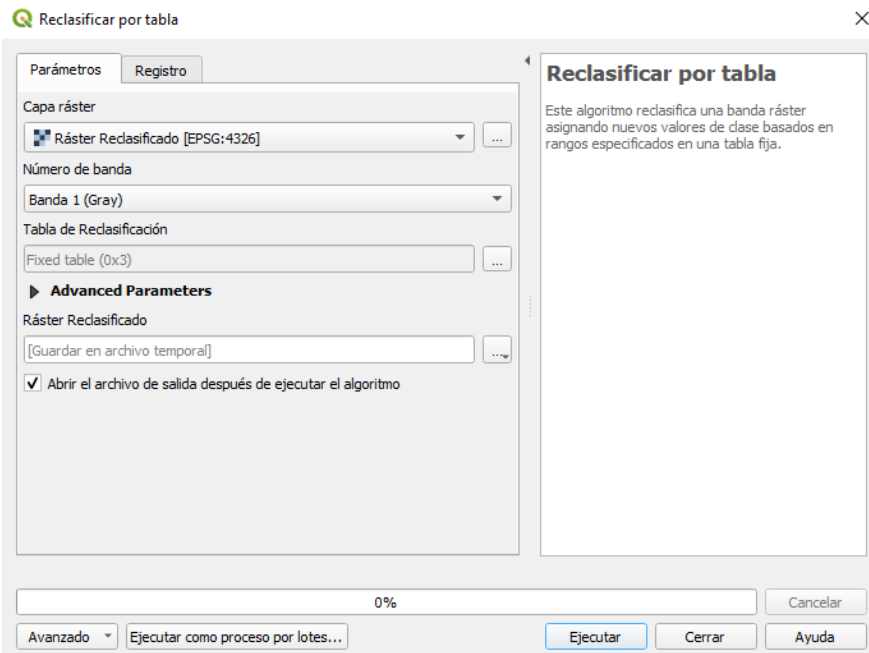 Reclasificar por tabla
Parámetros
Registro
Capa ráster
Ráster Reclasificado [EPSG:4326]
...
Número de banda
Banda 1 (Gray)
Tabla de Reclasificación
Fixed table (0x3)
...
Advanced Parameters
Ráster Reclasificado
[Guardar en archivo temporal]
...
Abrir el archivo de salida después de ejecutar el algoritmo
Reclasificar por tabla
Este algoritmo reclasifica una banda ráster
asignando nuevos valores de clase basados en
rangos especificados en una tabla fija.
0%
Cancelar
Avanzado
Ejecutar como proceso por lotes...
Ejecutar
Cerrar
Ayuda